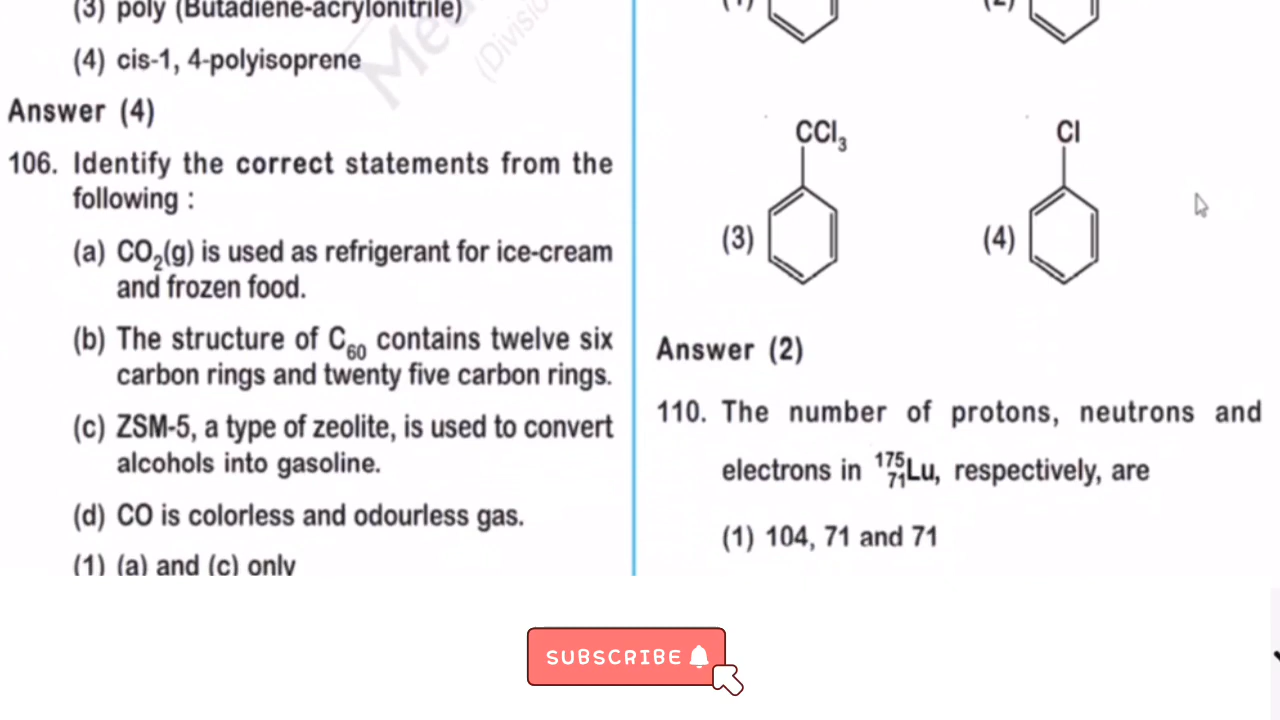 (3) poly (Butadiene-acrylonitrile)
(4) cis-1, 4-polyisoprene
Answer (4)
106. Identify the correct statements from the
following :
(a) CO₂(g) is used as refrigerant for ice-cream
and frozen food.
(b) The structure of C₆₀ contains twelve six
carbon rings and twenty five carbon rings.
(c) ZSM-5, a type of zeolite, is used to convert
alcohols into gasoline.
(d) CO is colorless and odourless gas.
(1) (a) and (c) only
(1)
(2)
CCl₃
(3)
Cl
(4)
Answer (2)
110. The number of protons, neutrons and
electrons in ¹⁷⁵₇₁Lu, respectively, are
(1) 104, 71 and 71
(Divisio
SUBSCRIBE